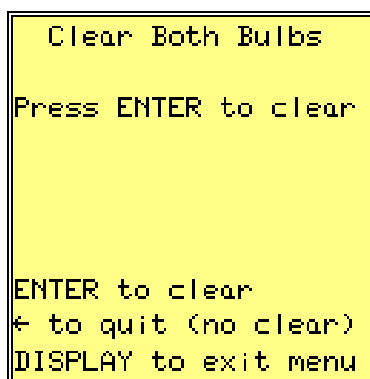 Clear Both Bulbs
Press ENTER to clear
ENTER to clear
← to quit (no clear)
DISPLAY to exit menu